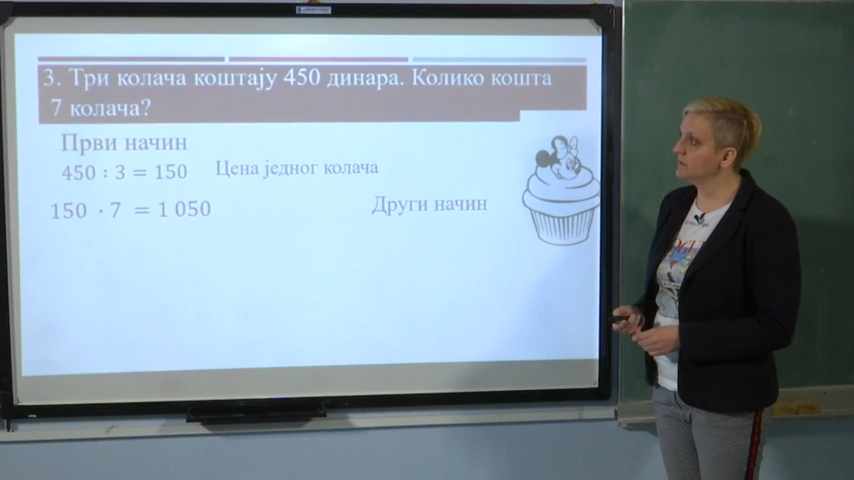 3. Три колача коштају 450 динара. Колико кошта
7 колача?
Први начин
450 : 3 = 150 Цена једног колача
150 · 7 = 1 050 Други начин